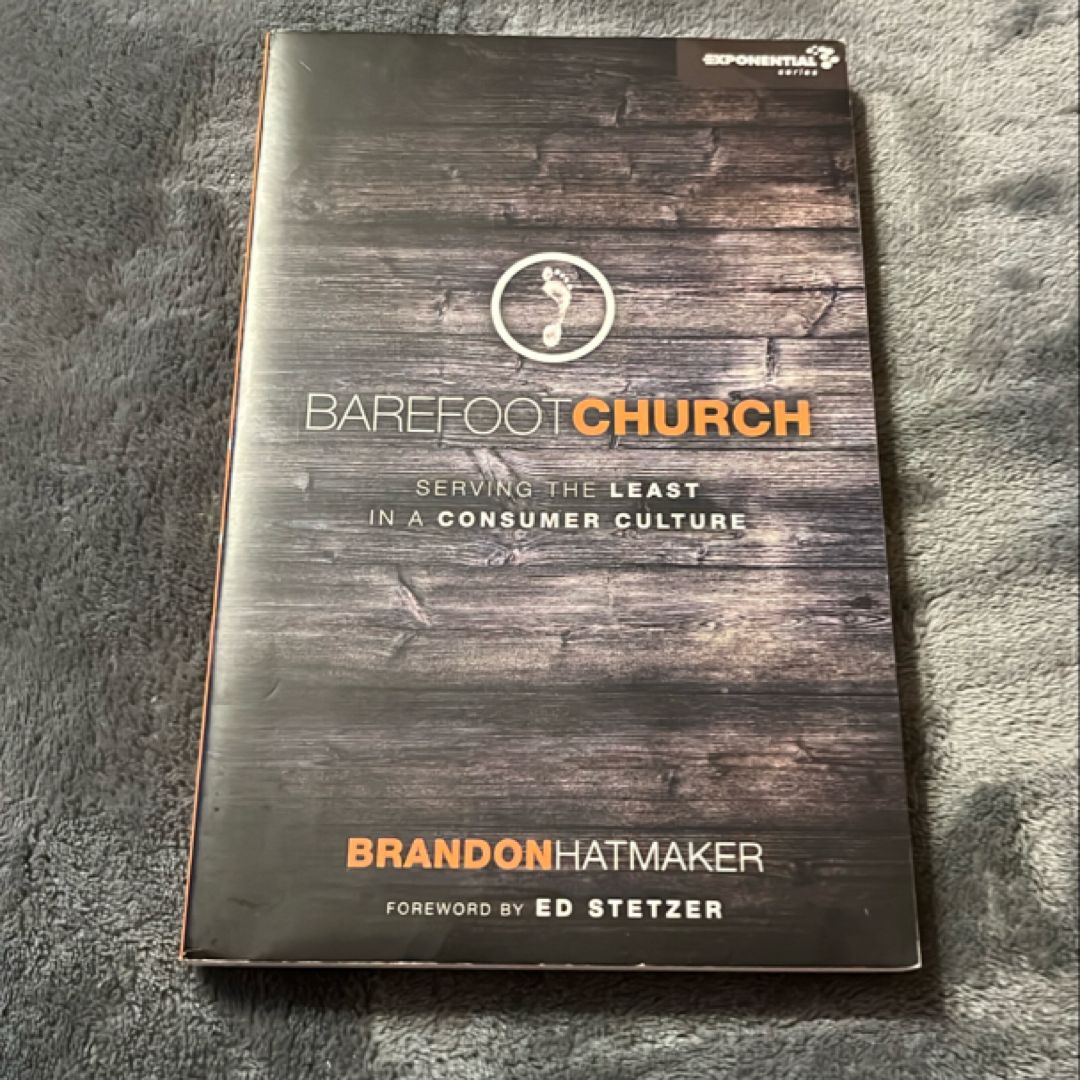 EXPONENTIAL
series
BAREFOOTCHURCH
SERVING THE LEAST
IN A CONSUMER CULTURE
BRANDONHATMAKER
FOREWORD BY ED STETZER